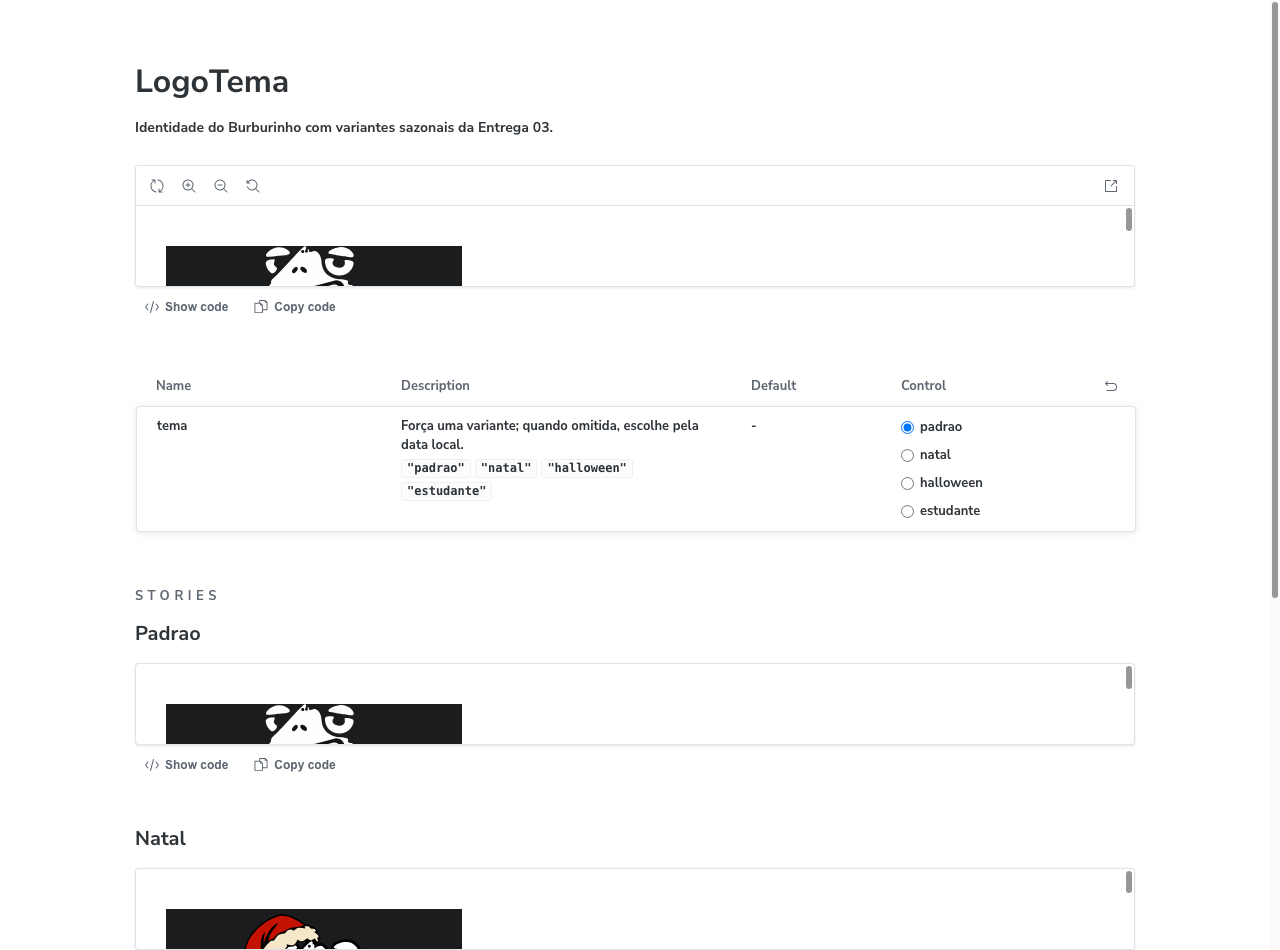 LogoTema
Identidade do Burburinho com variantes sazonais da Entrega 03.
Show code
Copy code
Name
Description
Default
Control
tema
Força uma variante; quando omitida, escolhe pela
data local.
"padrao" "natal" "halloween"
"estudante"
-
padrao
natal
halloween
estudante
STORIES
Padrao
Show code
Copy code
Natal